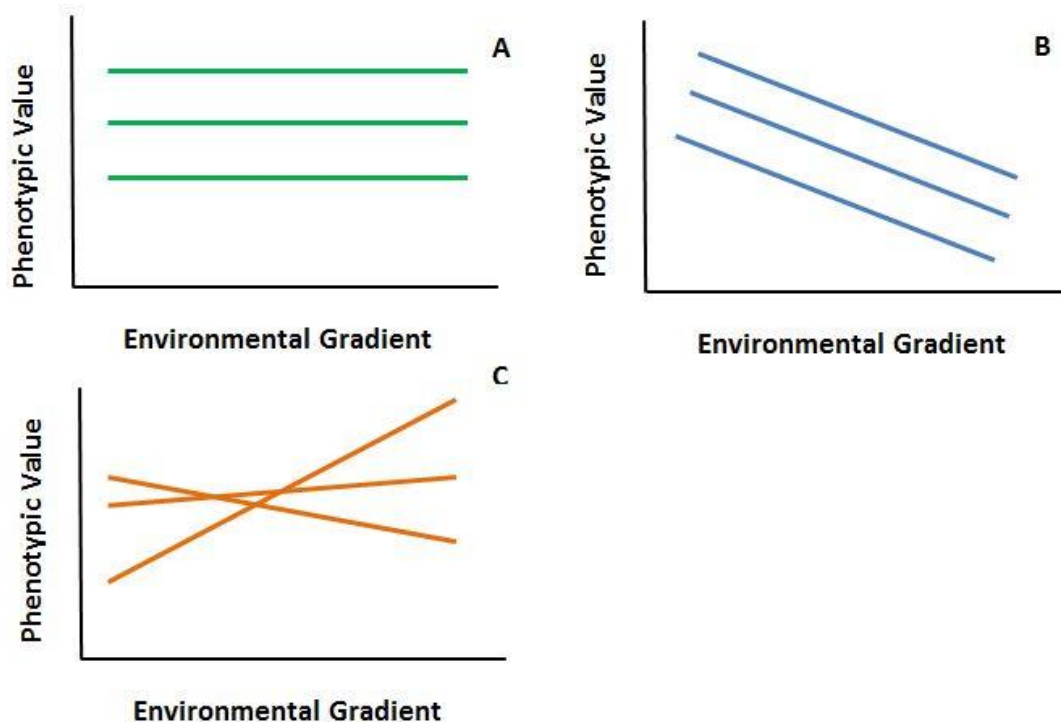 A
Phenotypic Value
Environmental Gradient
B
Phenotypic Value
Environmental Gradient
C
Phenotypic Value
Environmental Gradient